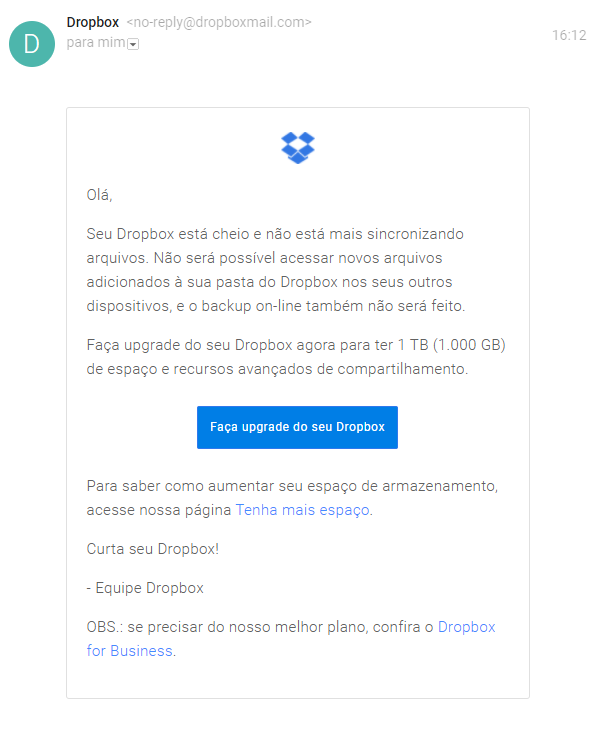 D
Dropbox <no-reply@dropboxmail.com>
para mim
16:12
Olá,
Seu Dropbox está cheio e não está mais sincronizando
arquivos. Não será possível acessar novos arquivos
adicionados à sua pasta do Dropbox nos seus outros
dispositivos, e o backup on-line também não será feito.
Faça upgrade do seu Dropbox agora para ter 1 TB (1.000 GB)
de espaço e recursos avançados de compartilhamento.
Faça upgrade do seu Dropbox
Para saber como aumentar seu espaço de armazenamento,
acesse nossa página Tenha mais espaço.
Curta seu Dropbox!
- Equipe Dropbox
OBS.: se precisar do nosso melhor plano, confira o Dropbox
for Business.